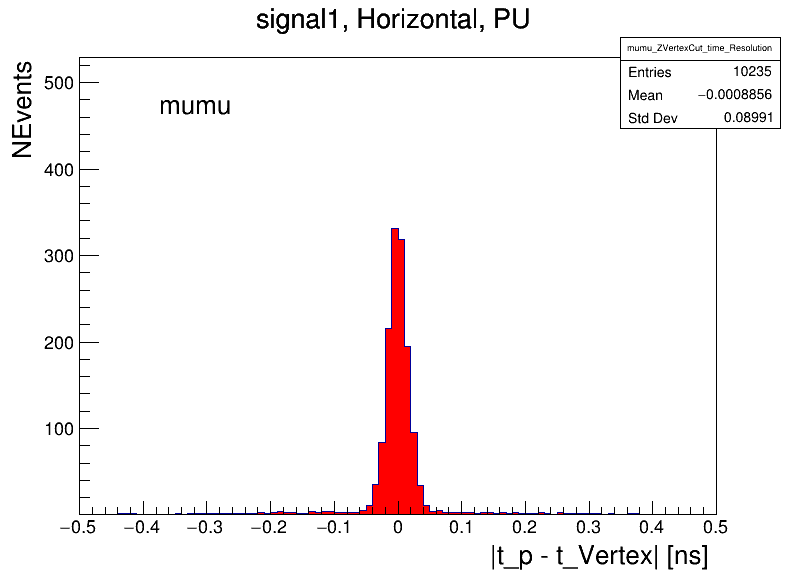 signal1, Horizontal, PU
mumu_ZVertexCut_time_Resolution
Entries 10235
Mean −0.0008856
Std Dev 0.08991
NEvents
mumu
500
400
300
200
100
−0.5 −0.4 −0.3 −0.2 −0.1 0 0.1 0.2 0.3 0.4 0.5
|t_p - t_Vertex| [ns]